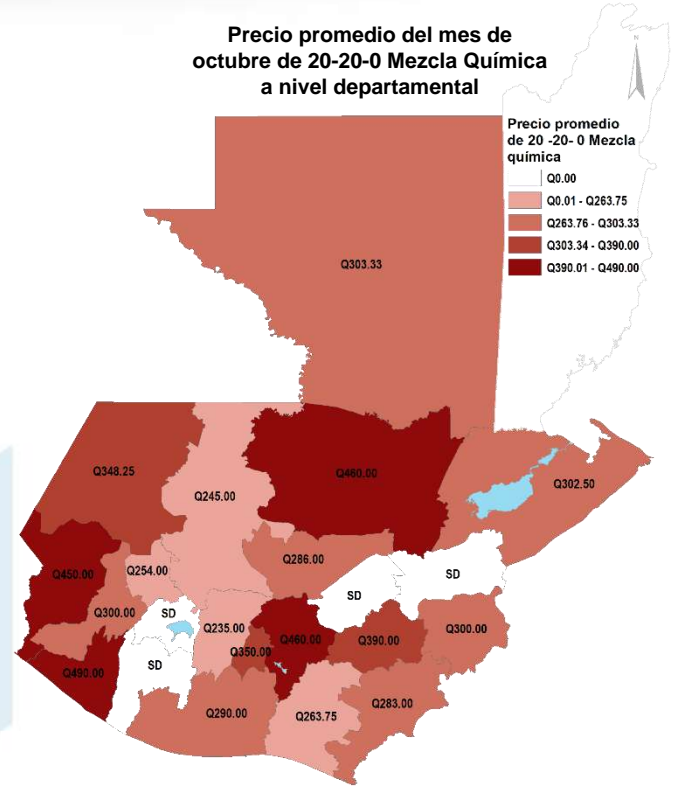 Precio promedio del mes de
octubre de 20-20-0 Mezcla Química
a nivel departamental
N
Precio promedio
de 20 -20- 0 Mezcla
química
Q0.00
Q0.01 - Q263.75
Q263.76 - Q303.33
Q303.34 - Q390.00
Q390.01 - Q490.00
Q303.33
Q348.25
Q245.00
Q460.00
Q302.50
Q286.00
Q450.00
Q254.00
SD
SD
Q300.00
SD
Q235.00
Q350.00
Q460.00
Q390.00
Q300.00
Q490.00
SD
Q290.00
Q263.75
Q283.00